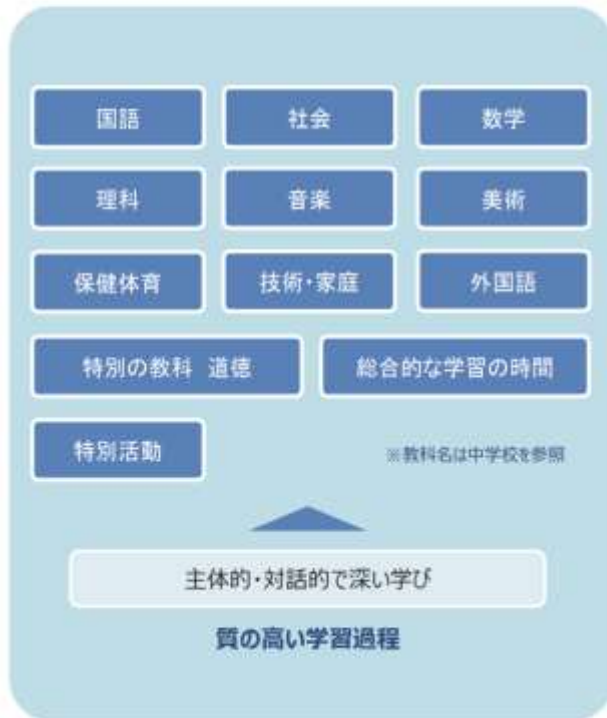 国語 社会 数学
理科 音楽 美術
保健体育 技術・家庭 外国語
特別の教科 道徳 総合的な学習の時間
特別活動 ※教科名は中学校を参照
主体的・対話的で深い学び
質の高い学習過程